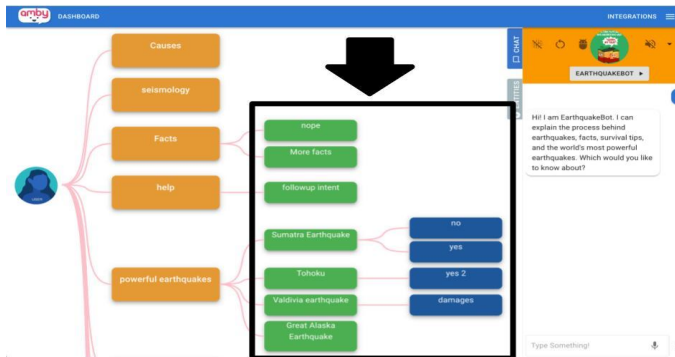 amby DASHBOARD INTEGRATIONS
Causes
seismology
Facts
nope
More facts
help
followup intent
powerful earthquakes
Sumatra Earthquake
no
yes
Tohoku
yes 2
Valdivia earthquake
damages
Great Alaska
Earthquake
CHAT
EARTHQUAKEBOT
Hi! I am EarthquakeBot. I can
explain the process behind
earthquakes, facts, survival tips,
and the world's most powerful
earthquakes. Which would you like
to know about?
Type Something!